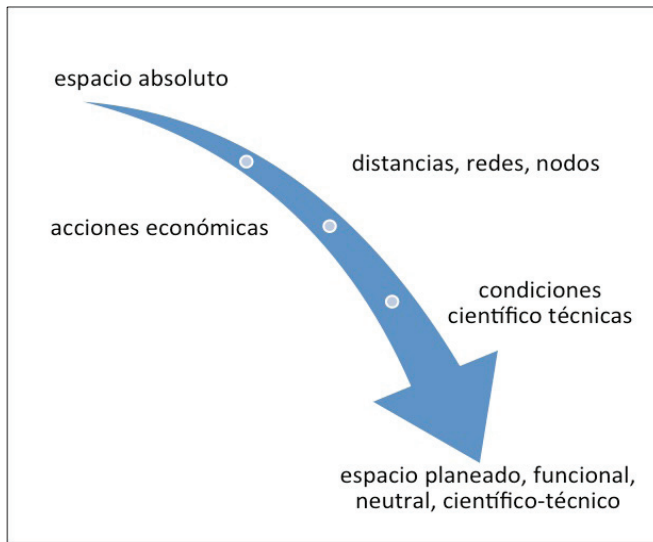 espacio absoluto
distancias, redes, nodos
acciones económicas
condiciones
científico técnicas
espacio planeado, funcional,
neutral, científico-técnico